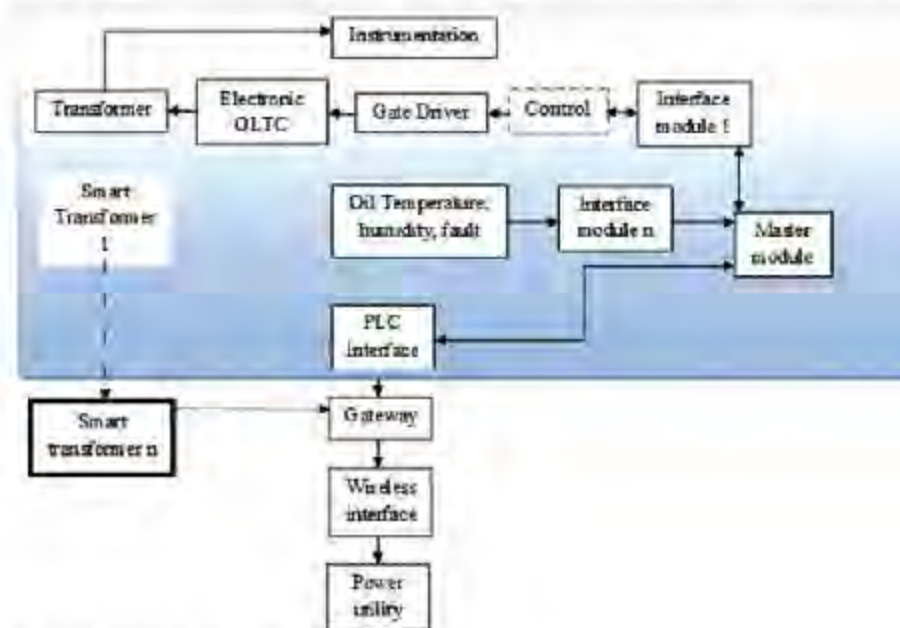 Instrumentation
Transformer
Electronic
OLTC
Gate Driver
Control
Interface
module 1
Smart
Transformer
1
Oil Temperature,
humidity, fault
Interface
module n
Master
module
PLC
interface
Smart
transformer n
Gateway
Wireless
interface
Power
utility